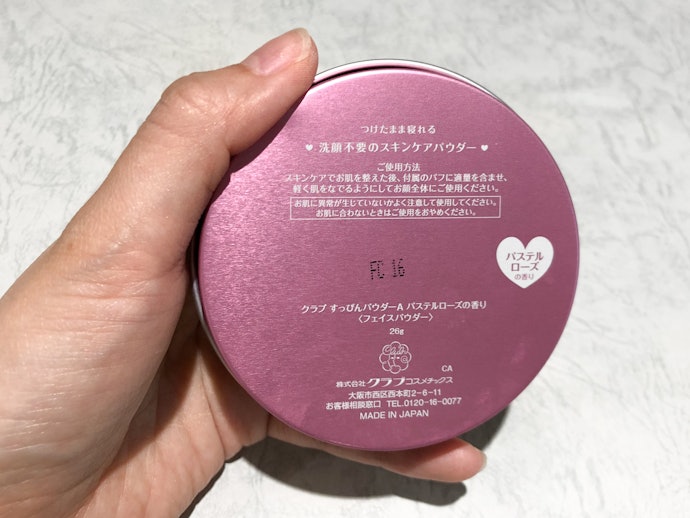 つけたまま寝れる
♥ 洗顔不要のスキンケアパウダー ♥
ご使用方法
スキンケアでお肌を整えた後、付属のパフに適量を含ませ、
軽く肌をなでるようにしてお顔全体にご使用ください。
お肌に異常が生じていないかよく注意して使用してください。
お肌に合わないときはご使用をおやめください。
パステル
ローズ
の香り
FC 16
クラブ すっぴんパウダーA パステルローズの香り
〈フェイスパウダー〉
26g
CA
株式会社 クラブコスメチックス
大阪市西区西本町2-6-11
お客様相談窓口 TEL.0120-16-0077
MADE IN JAPAN